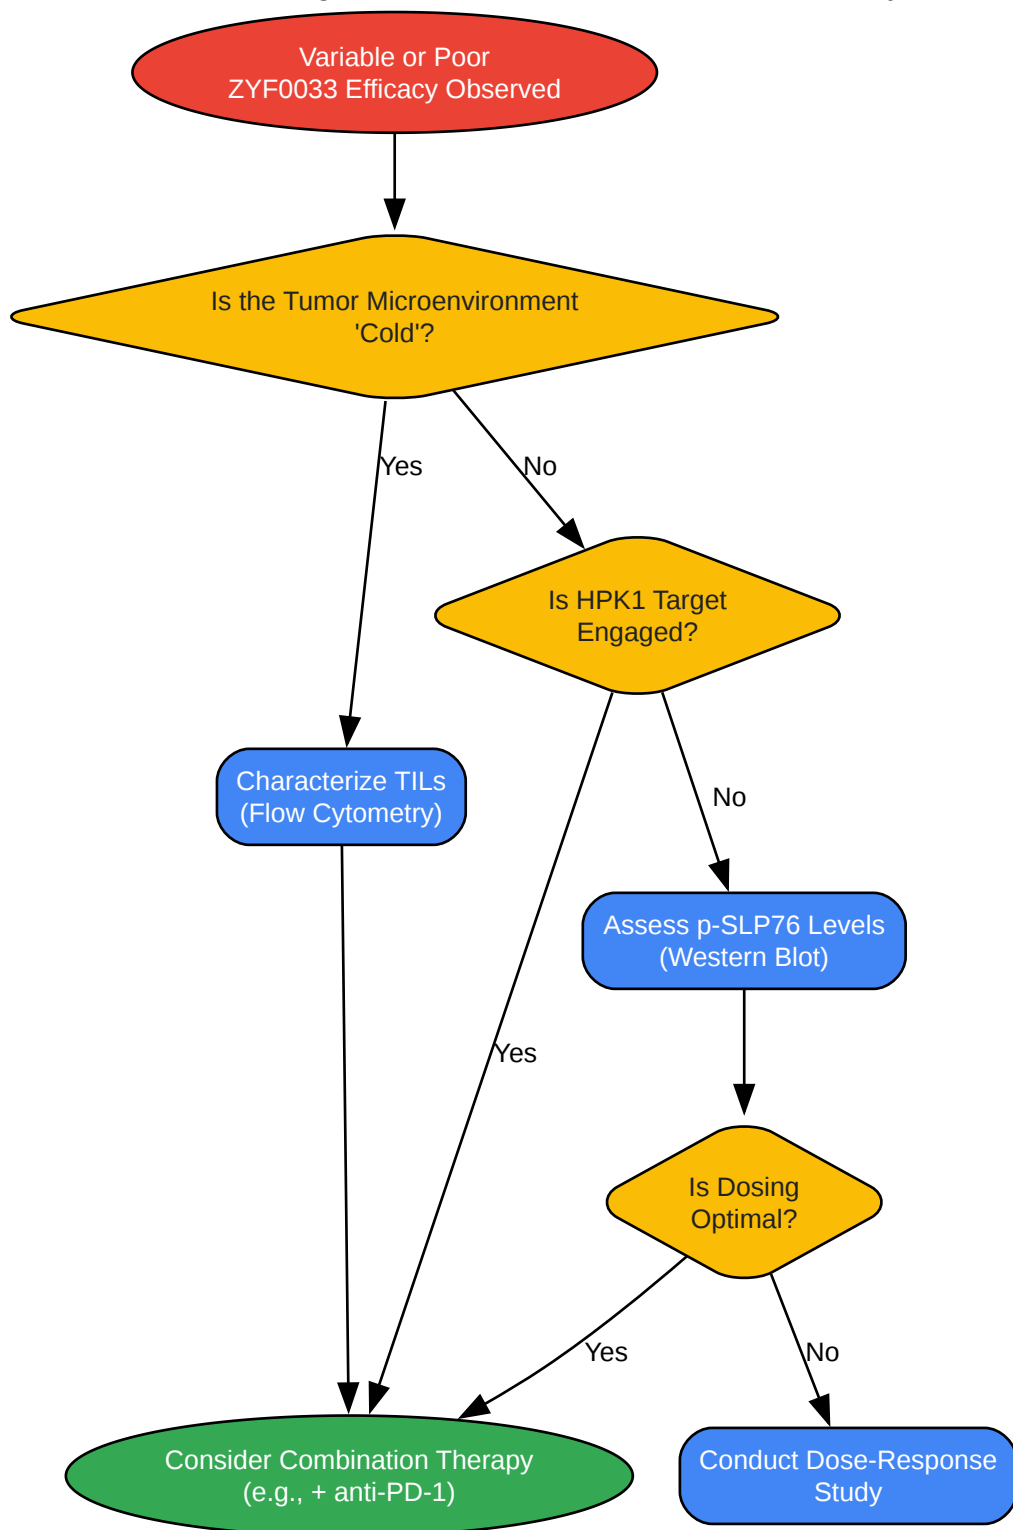 Variable or Poor
ZYF0033 Efficacy Observed
Is the Tumor Microenvironment
'Cold'?
Yes
No
Is HPK1 Target
Engaged?
Characterize TILs
(Flow Cytometry)
No
Assess p-SLP76 Levels
(Western Blot)
Yes
Is Dosing
Optimal?
Yes
No
Consider Combination Therapy
(e.g., + anti-PD-1)
Conduct Dose-Response
Study